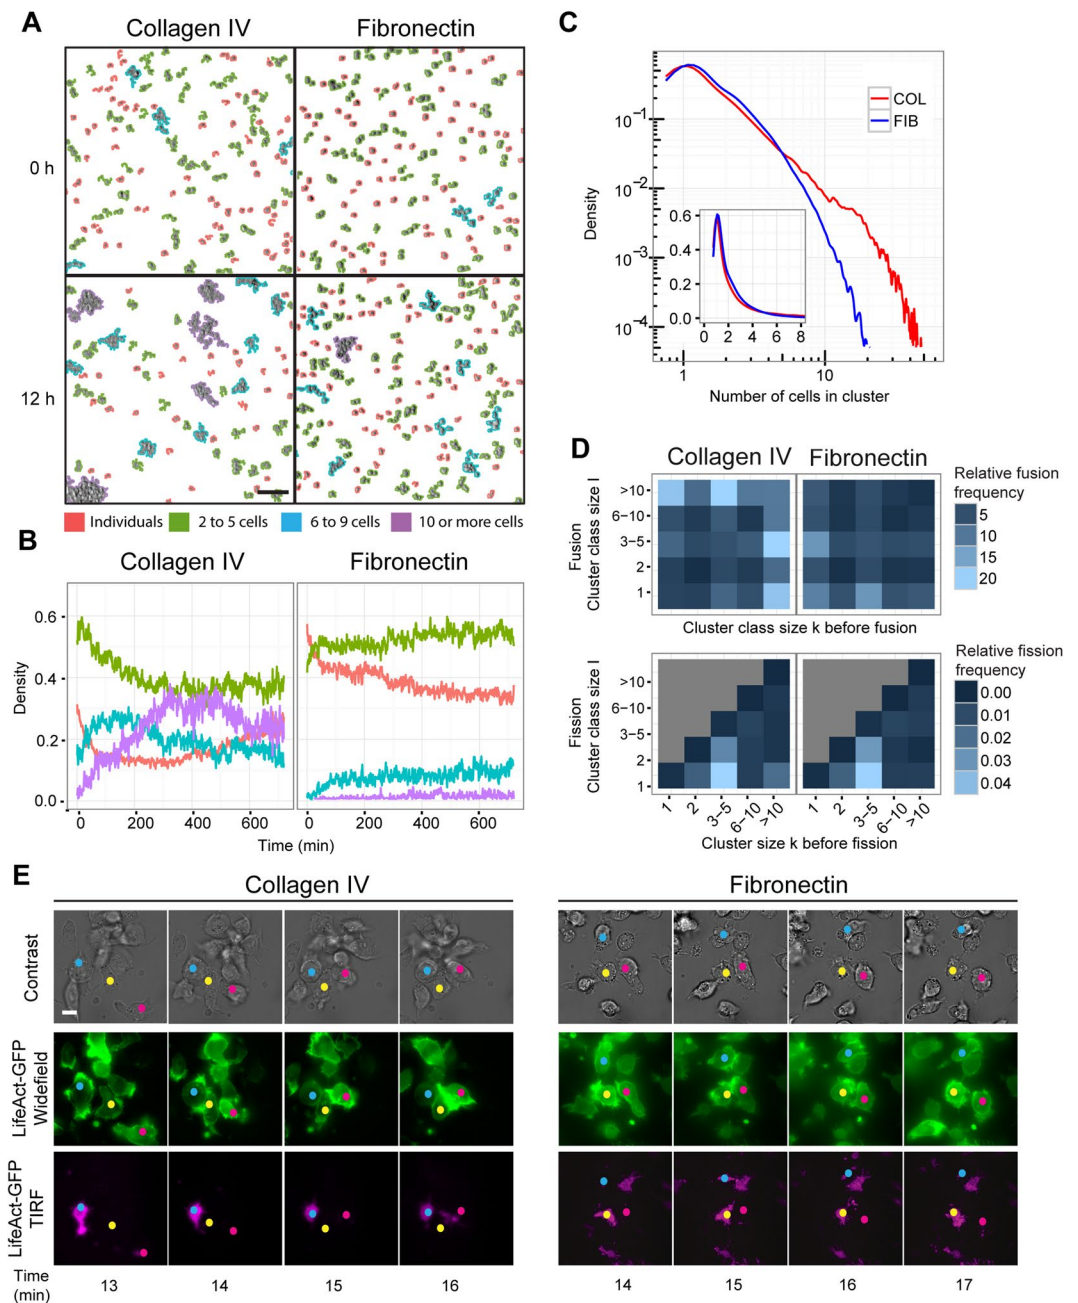 A
Collagen IV
Fibronectin
0 h
12 h
Individuals
2 to 5 cells
6 to 9 cells
10 or more cells
B
Collagen IV
Fibronectin
Density
0.6
0.4
0.2
0.0
0 200 400 600
0 200 400 600
Time (min)
C
Density
10⁻¹
10⁻²
10⁻³
10⁻⁴
COL
FIB
0.6
0.4
0.2
0.0
0 2 4 6 8
1 10
Number of cells in cluster
D
Collagen IV
Fibronectin
Fusion
Cluster class size l
>10
6–10
3–5
2
1
Cluster class size k before fusion
Relative fusion
frequency
5
10
15
20
Fission
Cluster class size l
>10
6–10
3–5
2
1
1 2 3–5 6–10 >10
1 2 3–5 6–10 >10
Cluster size k before fission
Relative fission
frequency
0.00
0.01
0.02
0.03
0.04
E
Collagen IV
Fibronectin
Contrast
LifeAct-GFP
Widefield
LifeAct-GFP
TIRF
Time
(min)
13 14 15 16
14 15 16 17